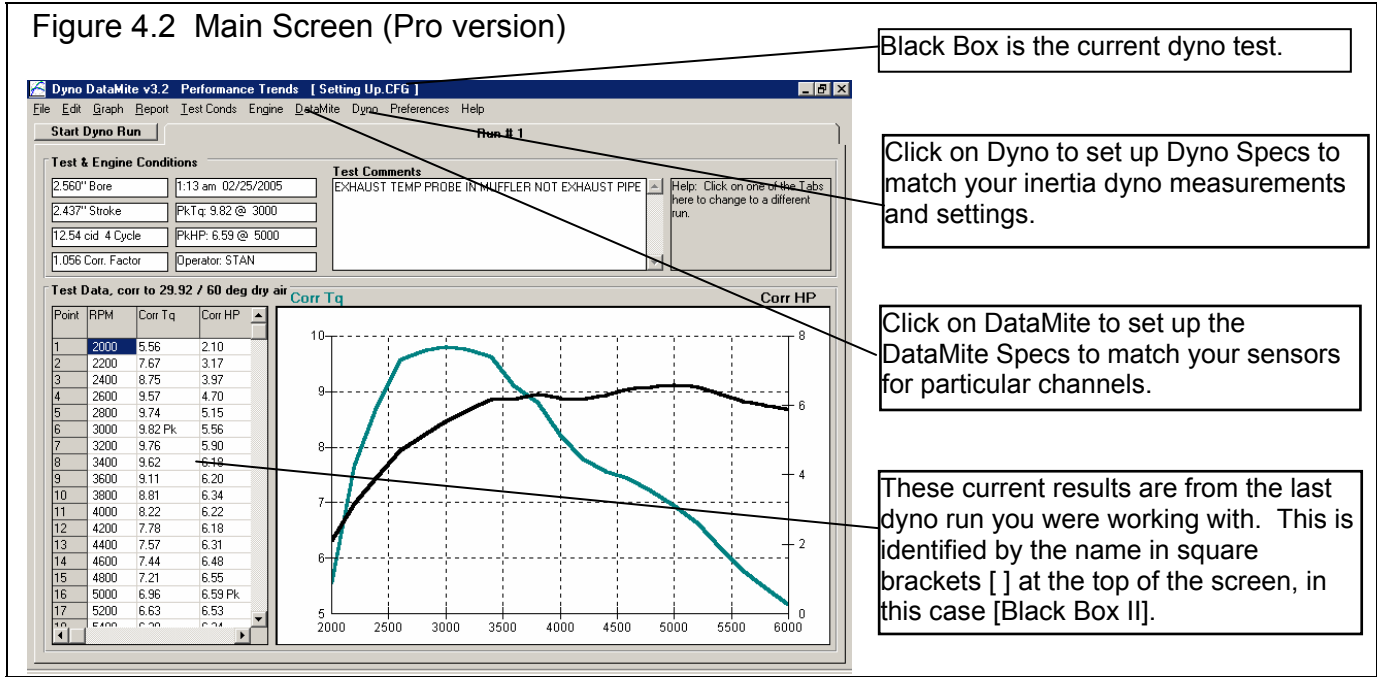 Figure 4.2 Main Screen (Pro version)
Black Box is the current dyno test.
Dyno DataMite v3.2 Performance Trends [ Setting Up.CFG ]
File Edit Graph Report Test Conds Engine DataMite Dyno Preferences Help
Start Dyno Run
Run # 1
Click on Dyno to set up Dyno Specs to
match your inertia dyno measurements
and settings.
Test & Engine Conditions
2.560" Bore
1:13 am 02/25/2005
2.437" Stroke
PkTq: 9.82 @ 3000
12.54 cid 4 Cycle
PkHP: 6.59 @ 5000
1.056 Corr. Factor
Operator: STAN
Test Comments
EXHAUST TEMP PROBE IN MUFFLER NOT EXHAUST PIPE
Help: Click on one of the Tabs
here to change to a different
run.
Click on DataMite to set up the
DataMite Specs to match your sensors
for particular channels.
Test Data, corr to 29.92 / 60 deg dry air
Point RPM Corr Tq Corr HP
1 2000 5.56 2.10
2 2200 7.67 3.17
3 2400 8.75 3.97
4 2600 9.57 4.70
5 2800 9.74 5.15
6 3000 9.82 Pk 5.56
7 3200 9.76 5.90
8 3400 9.62 6.18
9 3600 9.11 6.20
10 3800 8.81 6.34
11 4000 8.22 6.22
12 4200 7.78 6.18
13 4400 7.57 6.31
14 4600 7.44 6.48
15 4800 7.21 6.55
16 5000 6.96 6.59 Pk
17 5200 6.63 6.53
Corr Tq
Corr HP
10
9
8
7
6
5
8
6
4
2
0
2000 2500 3000 3500 4000 4500 5000 5500 6000
These current results are from the last
dyno run you were working with. This is
identified by the name in square
brackets [ ] at the top of the screen, in
this case [Black Box II].